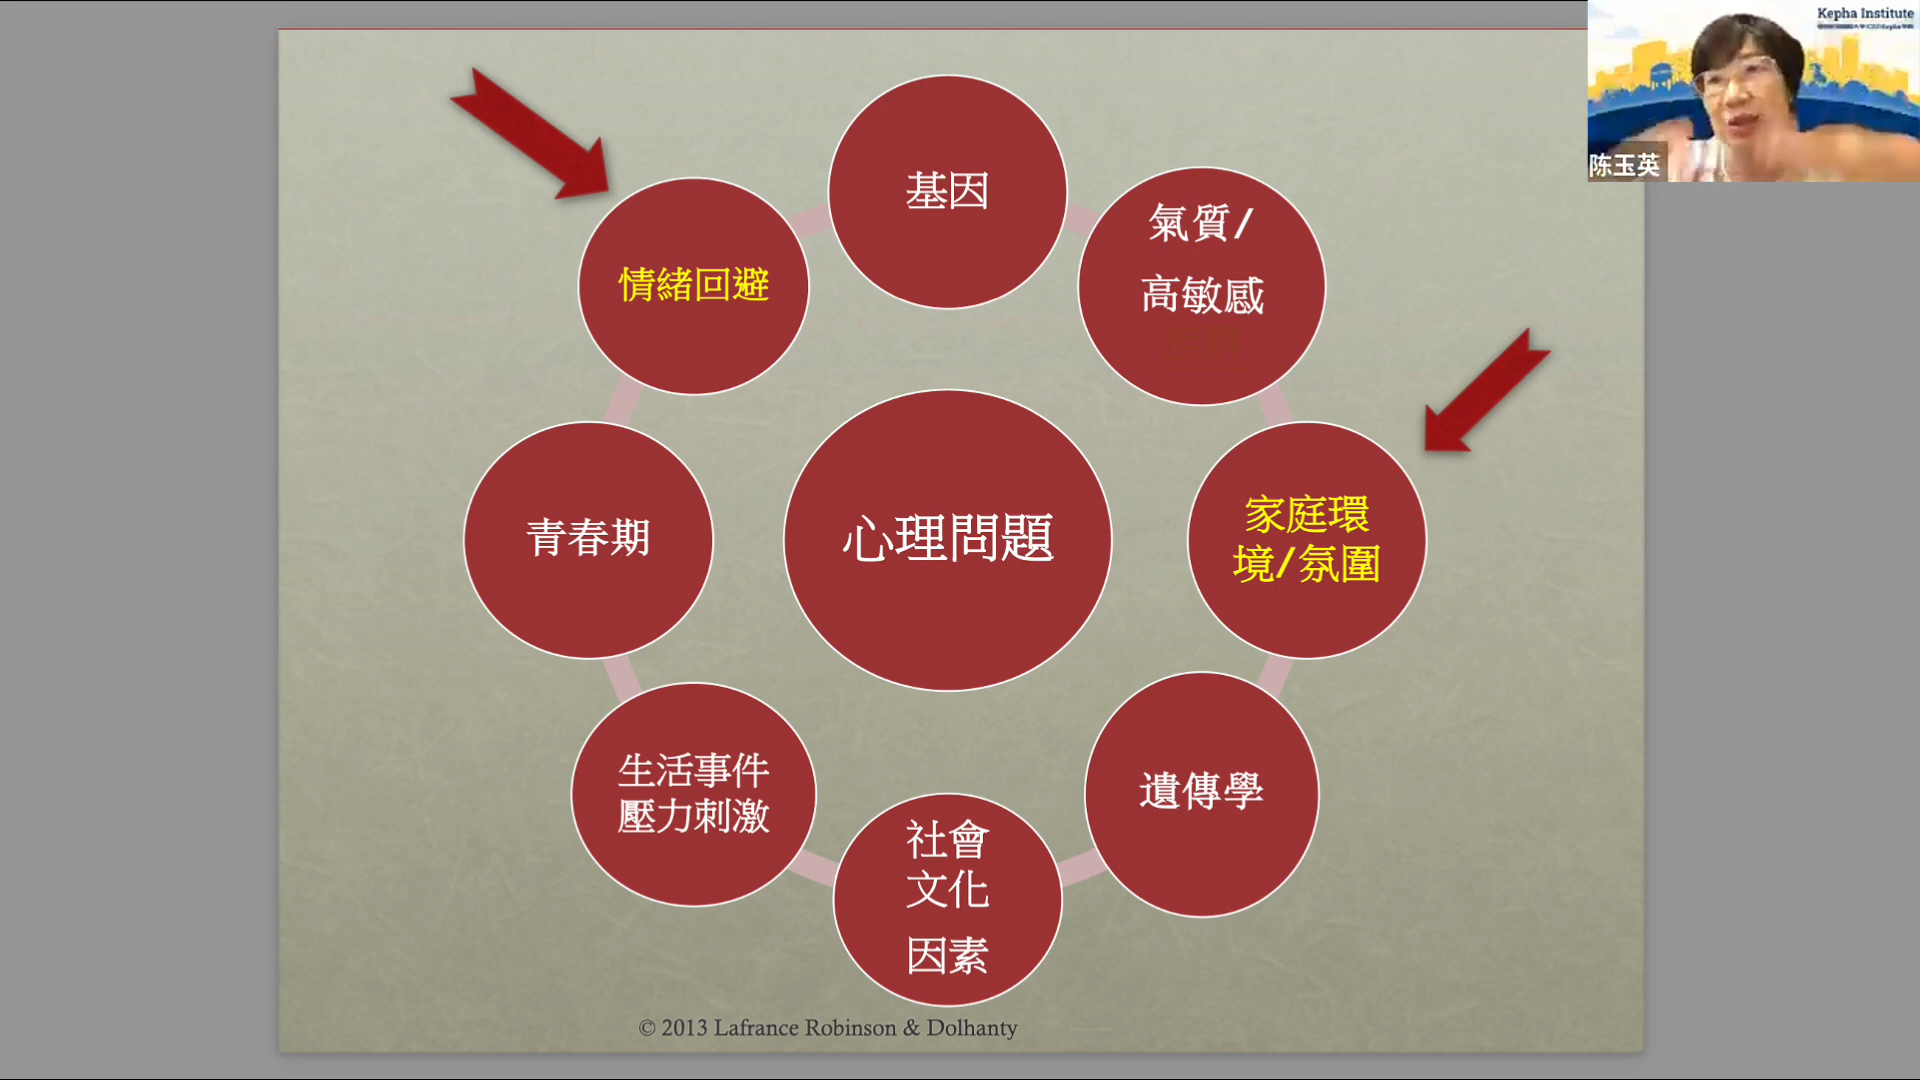 Kepha Institute
陈玉英
基因
氣質/
高敏感
家庭環
境/氛圍
遺傳學
社會
文化
因素
生活事件
壓力刺激
青春期
情緒回避
心理問題
© 2013 Lafrance Robinson & Dolhanty